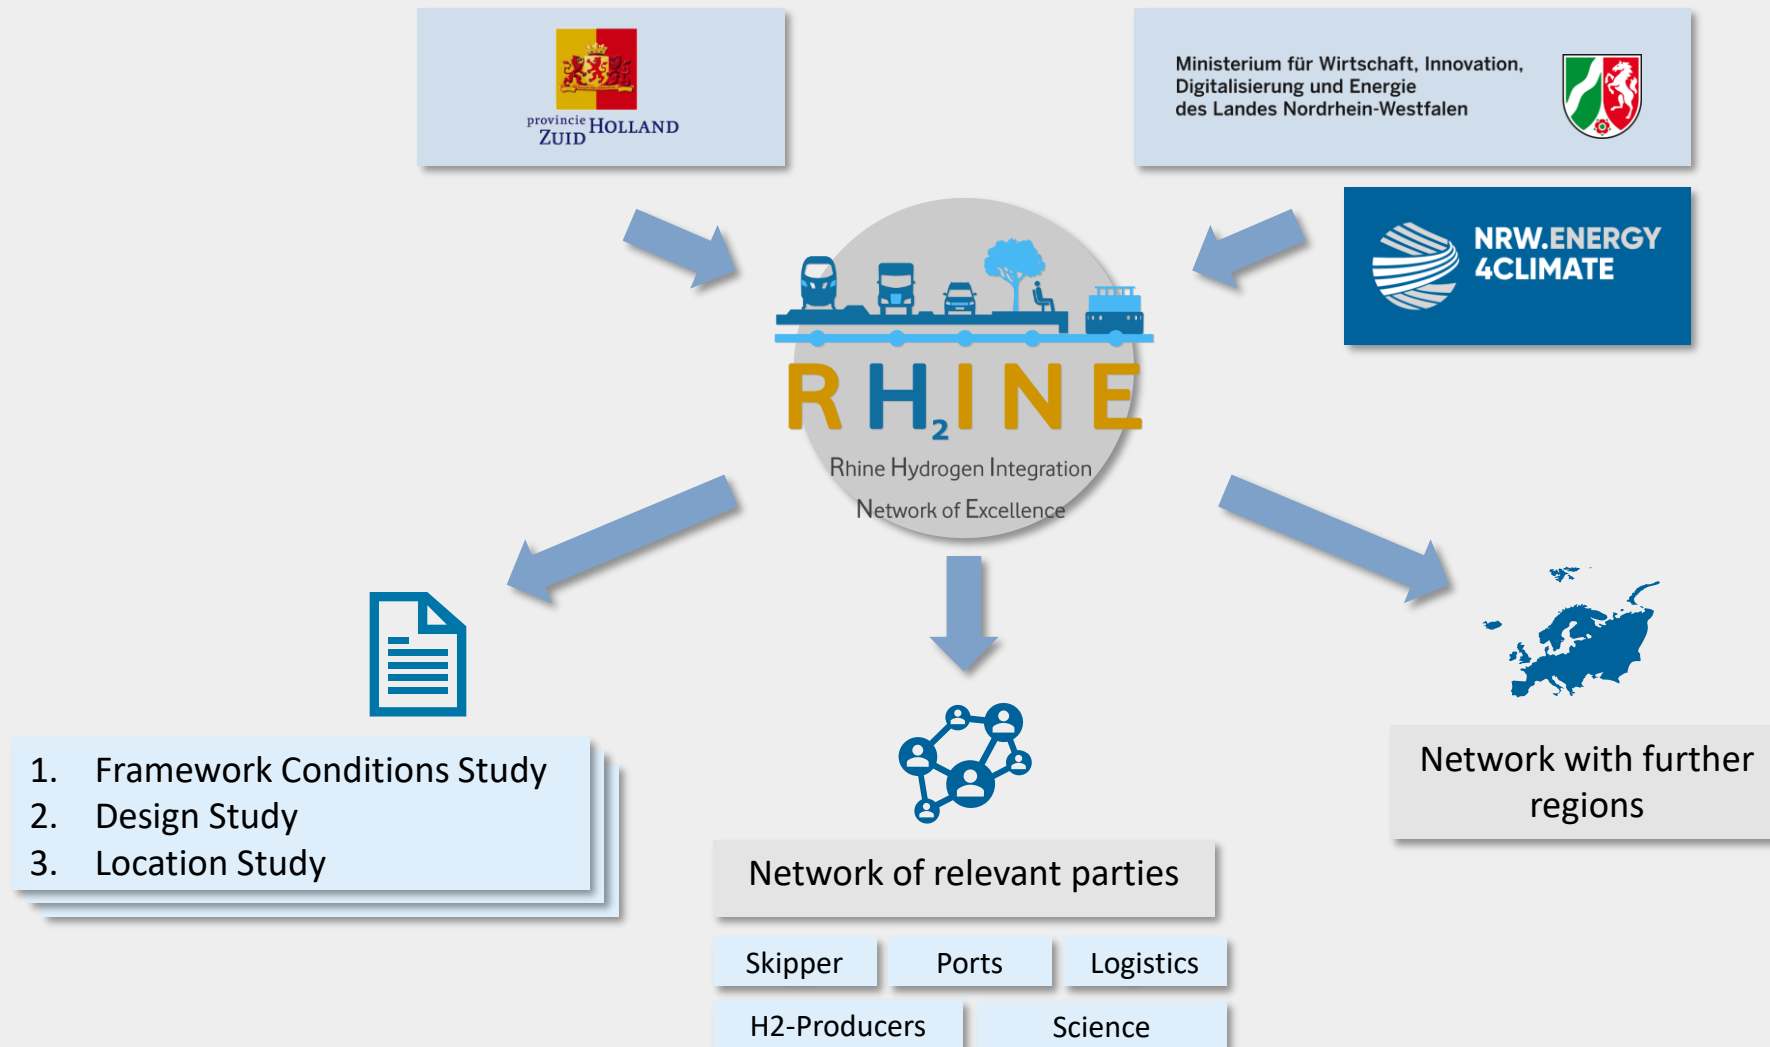 provincie HOLLAND
ZUID
Ministerium für Wirtschaft, Innovation,
Digitalisierung und Energie
des Landes Nordrhein-Westfalen
NRW.ENERGY
4CLIMATE
RH₂INE
Rhine Hydrogen Integration
Network of Excellence
1. Framework Conditions Study
2. Design Study
3. Location Study
Network of relevant parties
Skipper Ports Logistics
H2-Producers Science
Network with further
regions